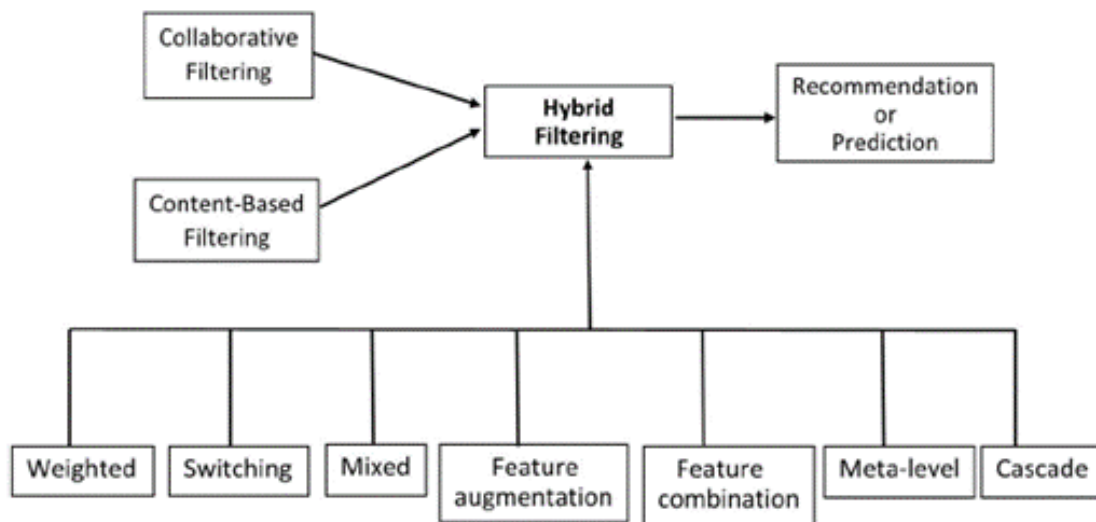 Collaborative
Filtering
Hybrid
Filtering
Recommendation
or
Prediction
Content-Based
Filtering
Weighted
Switching
Mixed
Feature
augmentation
Feature
combination
Meta-level
Cascade